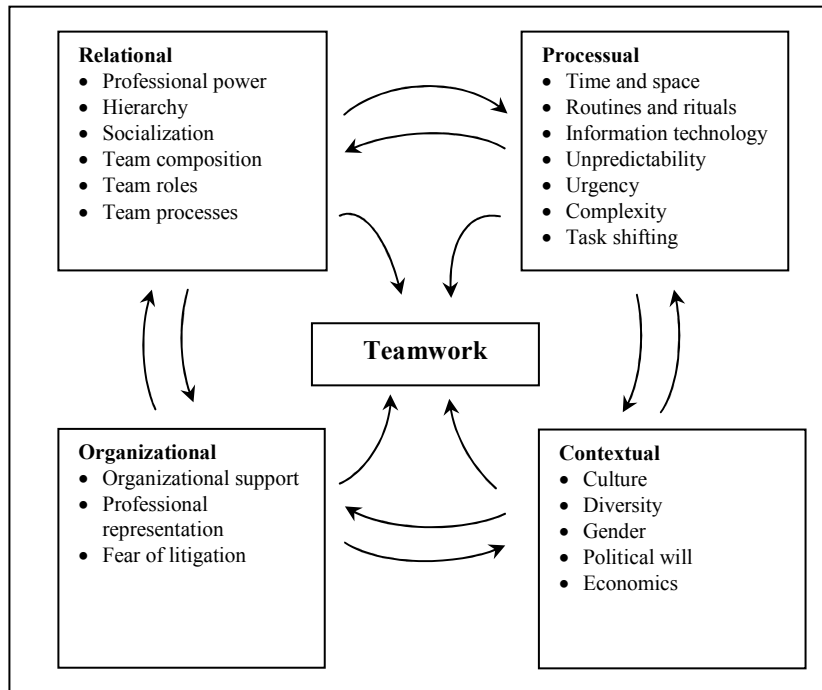 Relational
• Professional power
• Hierarchy
• Socialization
• Team composition
• Team roles
• Team processes
Processual
• Time and space
• Routines and rituals
• Information technology
• Unpredictability
• Urgency
• Complexity
• Task shifting
Teamwork
Organizational
• Organizational support
• Professional
representation
• Fear of litigation
Contextual
• Culture
• Diversity
• Gender
• Political will
• Economics